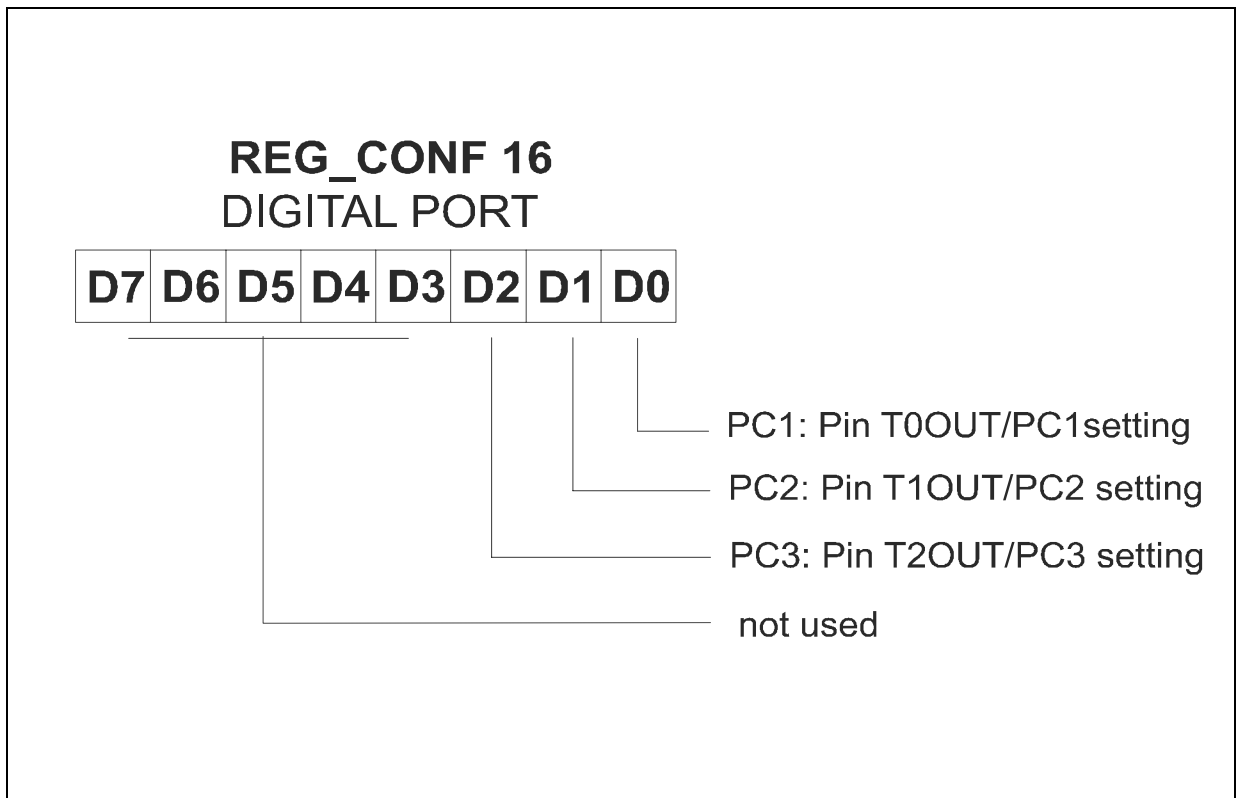 REG_CONF 16
DIGITAL PORT
D7 D6 D5 D4 D3 D2 D1 D0
PC1: Pin T0OUT/PC1setting
PC2: Pin T1OUT/PC2 setting
PC3: Pin T2OUT/PC3 setting
not used